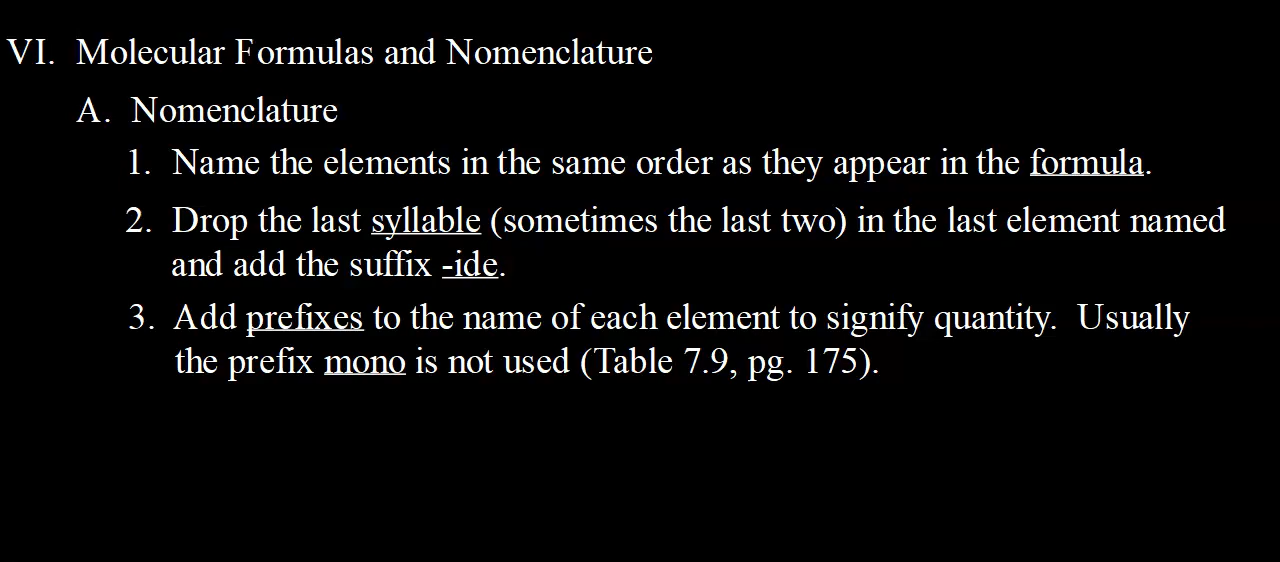 VI. Molecular Formulas and Nomenclature
A. Nomenclature
1. Name the elements in the same order as they appear in the formula.
2. Drop the last syllable (sometimes the last two) in the last element named
and add the suffix -ide.
3. Add prefixes to the name of each element to signify quantity. Usually
the prefix mono is not used (Table 7.9, pg. 175).